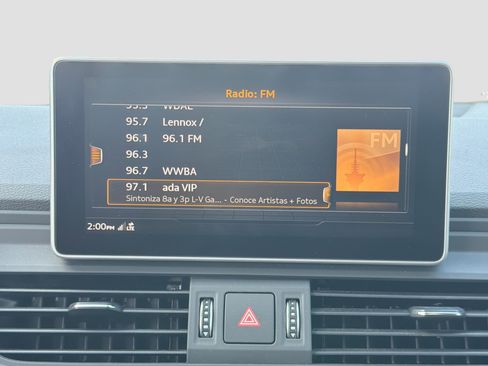 Radio: FM
95.7 Lennox /
96.1 96.1 FM
96.3
96.7 WWBA
97.1 ada VIP
Sintoniza 8a y 3p L-V Ga... - Conoce Artistas + Fotos
FM
2:00PM LTE